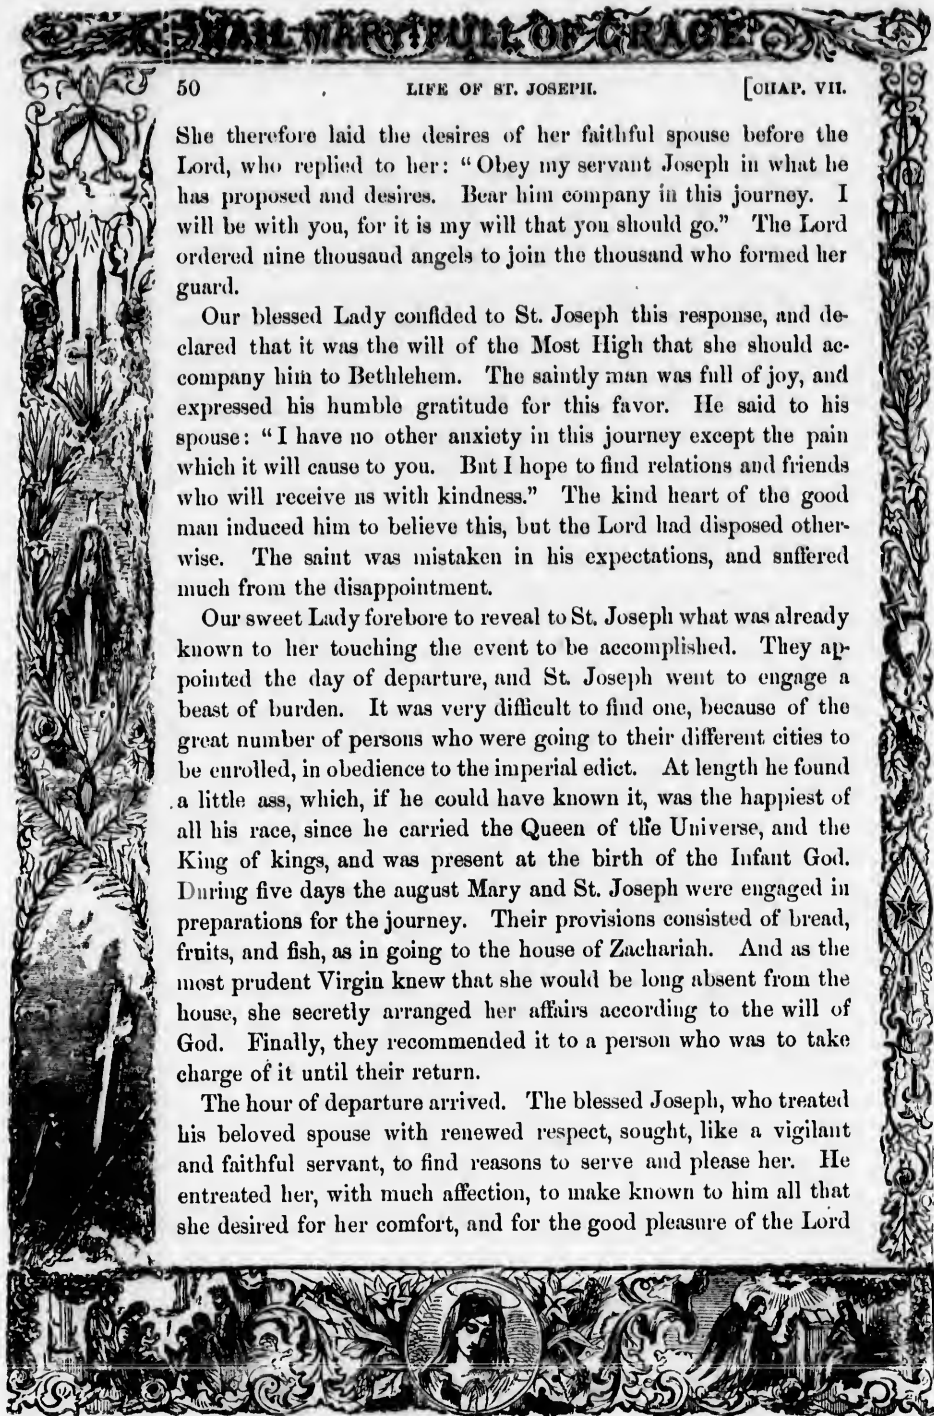 HAIL MARY! FULL OF GRACE
50 LIFE OF ST. JOSEPH. [CHAP. VII.
She therefore laid the desires of her faithful spouse before the
Lord, who replied to her: “Obey my servant Joseph in what he
has proposed and desires. Bear him company in this journey. I
will be with you, for it is my will that you should go.” The Lord
ordered nine thousand angels to join the thousand who formed her
guard.
Our blessed Lady confided to St. Joseph this response, and de-
clared that it was the will of the Most High that she should ac-
company him to Bethlehem. The saintly man was full of joy, and
expressed his humble gratitude for this favor. He said to his
spouse: “I have no other anxiety in this journey except the pain
which it will cause to you. But I hope to find relations and friends
who will receive us with kindness.” The kind heart of the good
man induced him to believe this, but the Lord had disposed other-
wise. The saint was mistaken in his expectations, and suffered
much from the disappointment.
Our sweet Lady forebore to reveal to St. Joseph what was already
known to her touching the event to be accomplished. They ap-
pointed the day of departure, and St. Joseph went to engage a
beast of burden. It was very difficult to find one, because of the
great number of persons who were going to their different cities to
be enrolled, in obedience to the imperial edict. At length he found
a little ass, which, if he could have known it, was the happiest of
all his race, since he carried the Queen of the Universe, and the
King of kings, and was present at the birth of the Infant God.
During five days the august Mary and St. Joseph were engaged in
preparations for the journey. Their provisions consisted of bread,
fruits, and fish, as in going to the house of Zachariah. And as the
most prudent Virgin knew that she would be long absent from the
house, she secretly arranged her affairs according to the will of
God. Finally, they recommended it to a person who was to take
charge of it until their return.
The hour of departure arrived. The blessed Joseph, who treated
his beloved spouse with renewed respect, sought, like a vigilant
and faithful servant, to find reasons to serve and please her. He
entreated her, with much affection, to make known to him all that
she desired for her comfort, and for the good pleasure of the Lord